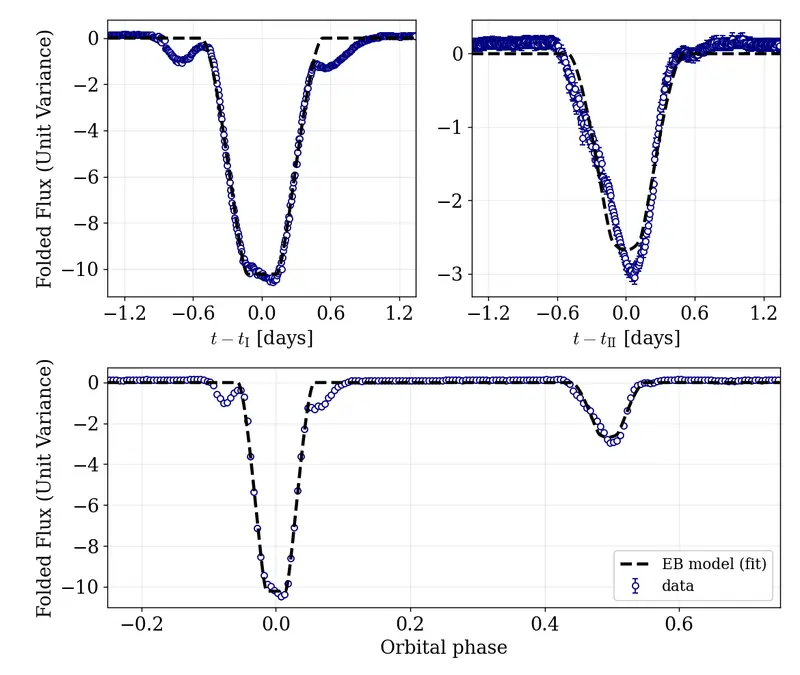 Folded Flux (Unit Variance)
0
−2
−4
−6
−8
−10
−1.2 −0.6 0.0 0.6 1.2
t − tI [days]
0
−1
−2
−3
−1.2 −0.6 0.0 0.6 1.2
t − tII [days]
Folded Flux (Unit Variance)
0
−2
−4
−6
−8
−10
−0.2 0.0 0.2 0.4 0.6
Orbital phase
EB model (fit)
data